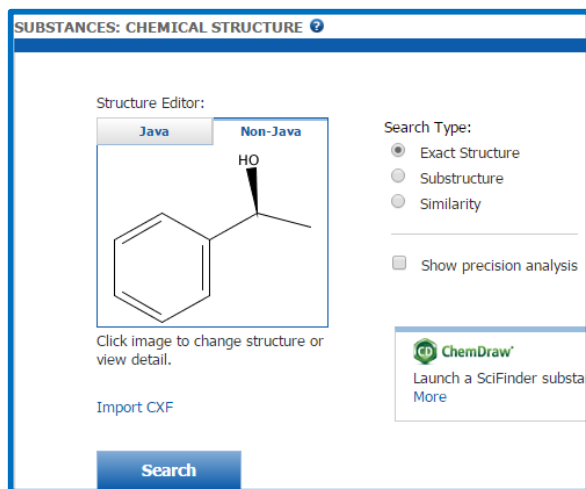 SUBSTANCES: CHEMICAL STRUCTURE ?
Structure Editor:
Java
Non-Java
HO
Click image to change structure or
view detail.
Import CXF
Search
Search Type:
Exact Structure
Substructure
Similarity
Show precision analysis
CD ChemDraw
Launch a SciFinder substa
More